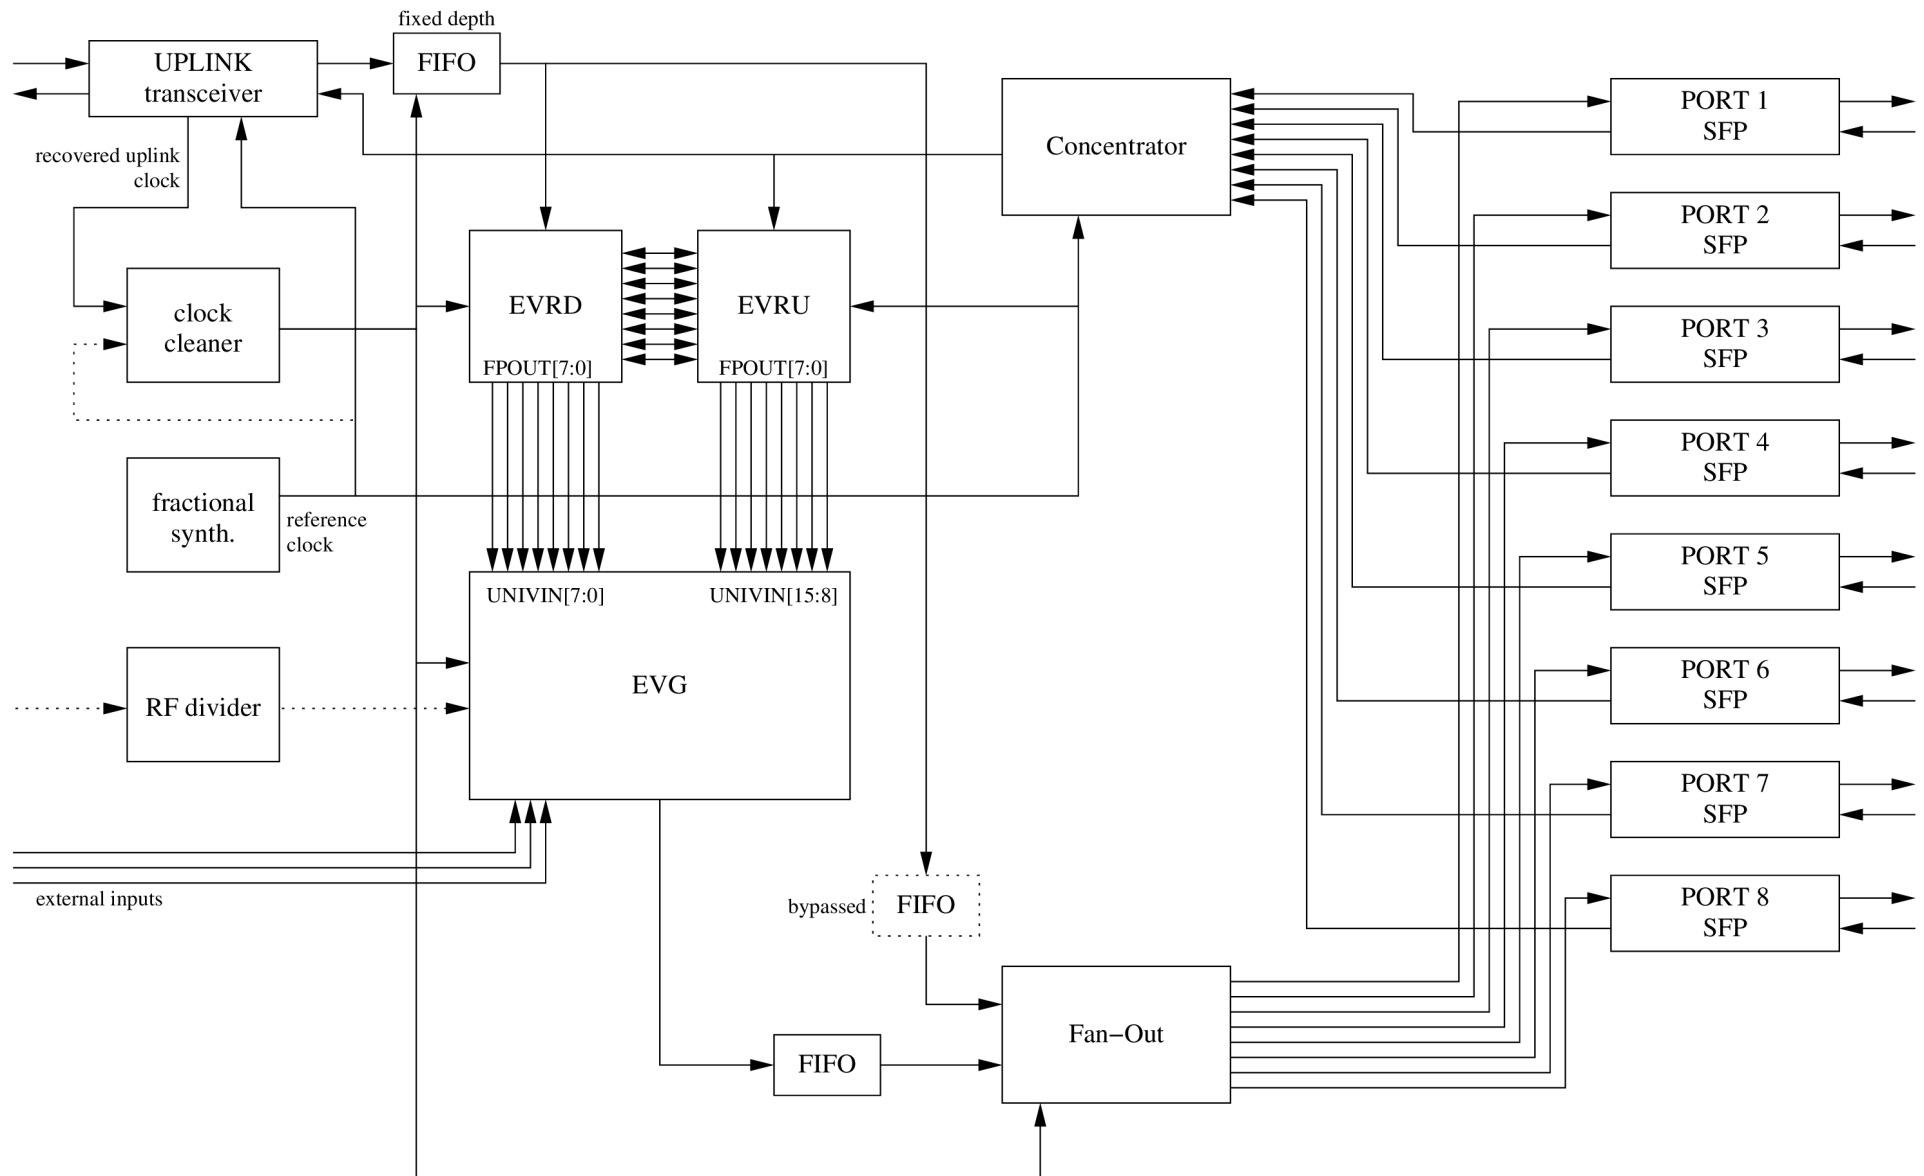 fixed depth
UPLINK
transceiver
FIFO
recovered uplink
clock
Concentrator
PORT 1
SFP
PORT 2
SFP
clock
cleaner
EVRD
FPOUT[7:0]
EVRU
FPOUT[7:0]
PORT 3
SFP
PORT 4
SFP
fractional
synth.
reference
clock
PORT 5
SFP
UNIVIN[7:0]
UNIVIN[15:8]
EVG
RF divider
PORT 6
SFP
PORT 7
SFP
external inputs
bypassed
FIFO
PORT 8
SFP
FIFO
Fan−Out